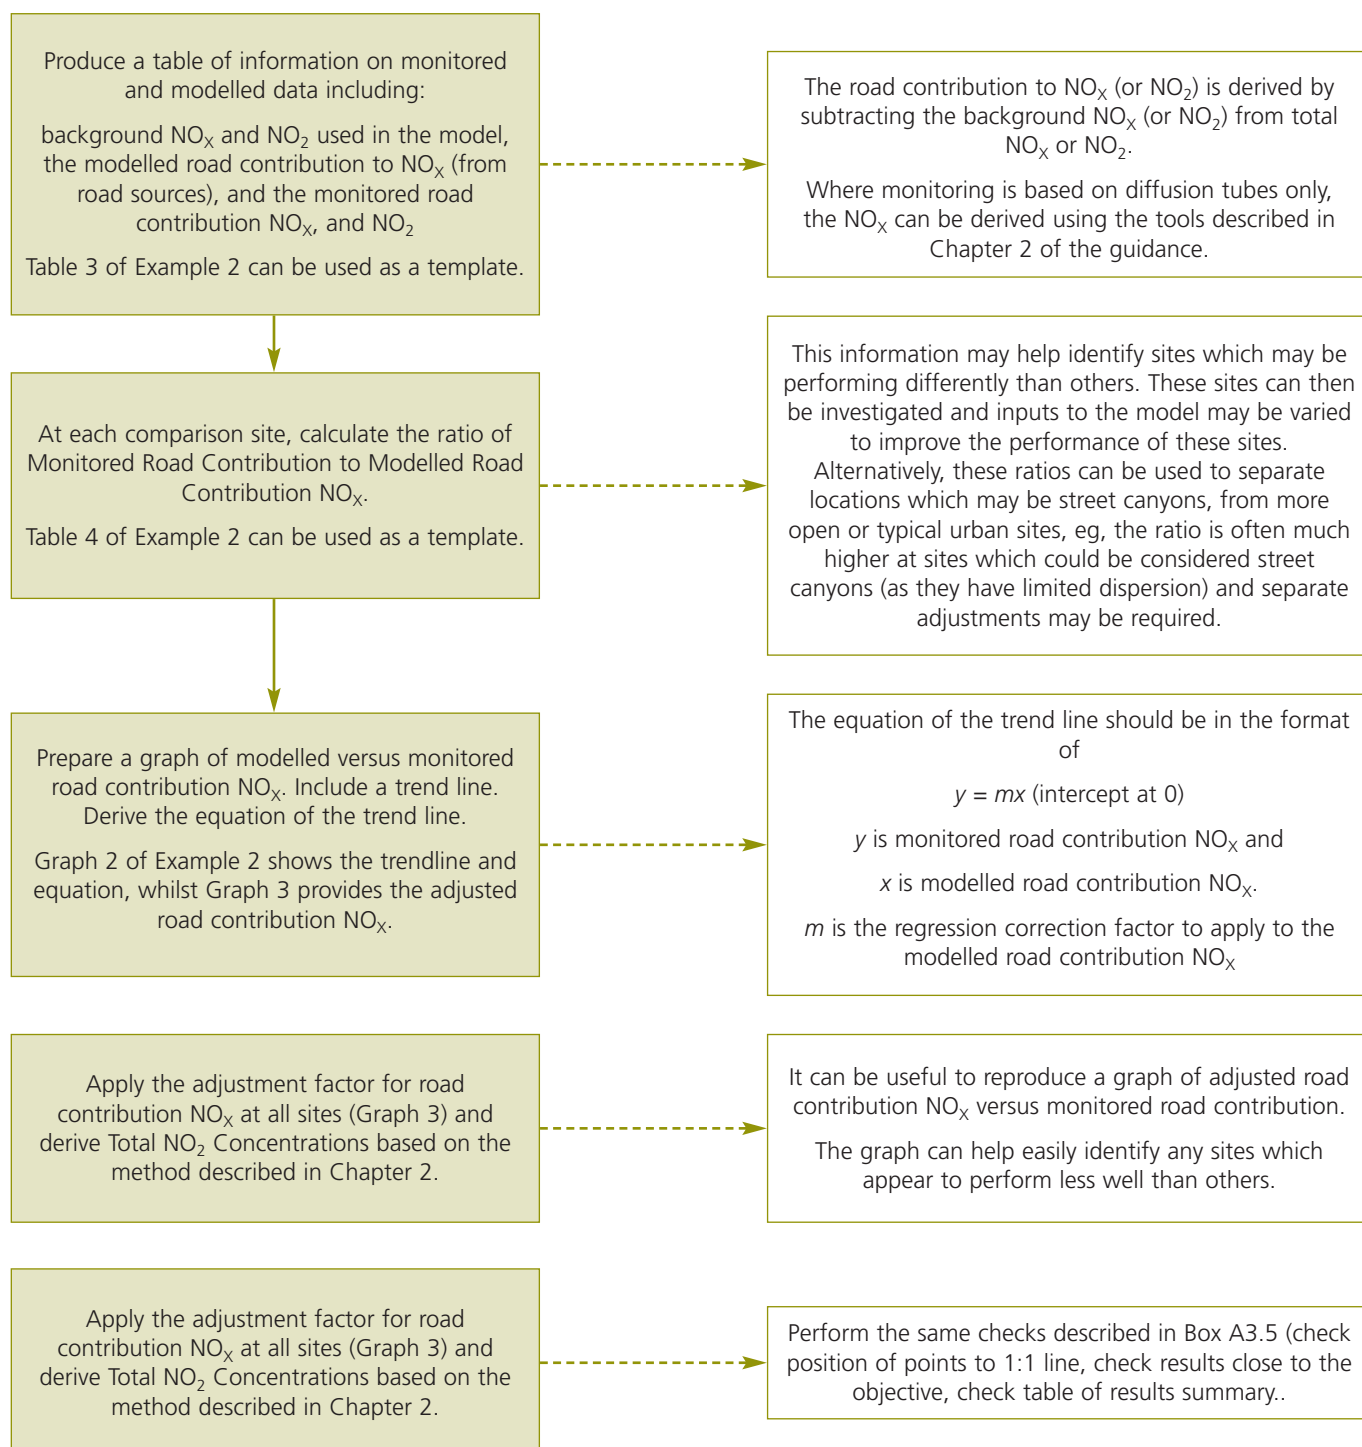 Produce a table of information on monitored
and modelled data including:
background NOX and NO2 used in the model,
the modelled road contribution to NOX (from
road sources), and the monitored road
contribution NOX, and NO2
Table 3 of Example 2 can be used as a template.
The road contribution to NOX (or NO2) is derived by
subtracting the background NOX (or NO2) from total
NOX or NO2.
Where monitoring is based on diffusion tubes only,
the NOX can be derived using the tools described in
Chapter 2 of the guidance.
At each comparison site, calculate the ratio of
Monitored Road Contribution to Modelled Road
Contribution NOX.
Table 4 of Example 2 can be used as a template.
This information may help identify sites which may be
performing differently than others. These sites can then
be investigated and inputs to the model may be varied
to improve the performance of these sites.
Alternatively, these ratios can be used to separate
locations which may be street canyons, from more
open or typical urban sites, eg, the ratio is often much
higher at sites which could be considered street
canyons (as they have limited dispersion) and separate
adjustments may be required.
Prepare a graph of modelled versus monitored
road contribution NOX. Include a trend line.
Derive the equation of the trend line.
Graph 2 of Example 2 shows the trendline and
equation, whilst Graph 3 provides the adjusted
road contribution NOX.
The equation of the trend line should be in the format
of
y = mx (intercept at 0)
y is monitored road contribution NOX and
x is modelled road contribution NOX.
m is the regression correction factor to apply to the
modelled road contribution NOX
Apply the adjustment factor for road
contribution NOX at all sites (Graph 3) and
derive Total NO2 Concentrations based on the
method described in Chapter 2.
It can be useful to reproduce a graph of adjusted road
contribution NOX versus monitored road contribution.
The graph can help easily identify any sites which
appear to perform less well than others.
Apply the adjustment factor for road
contribution NOX at all sites (Graph 3) and
derive Total NO2 Concentrations based on the
method described in Chapter 2.
Perform the same checks described in Box A3.5 (check
position of points to 1:1 line, check results close to the
objective, check table of results summary..